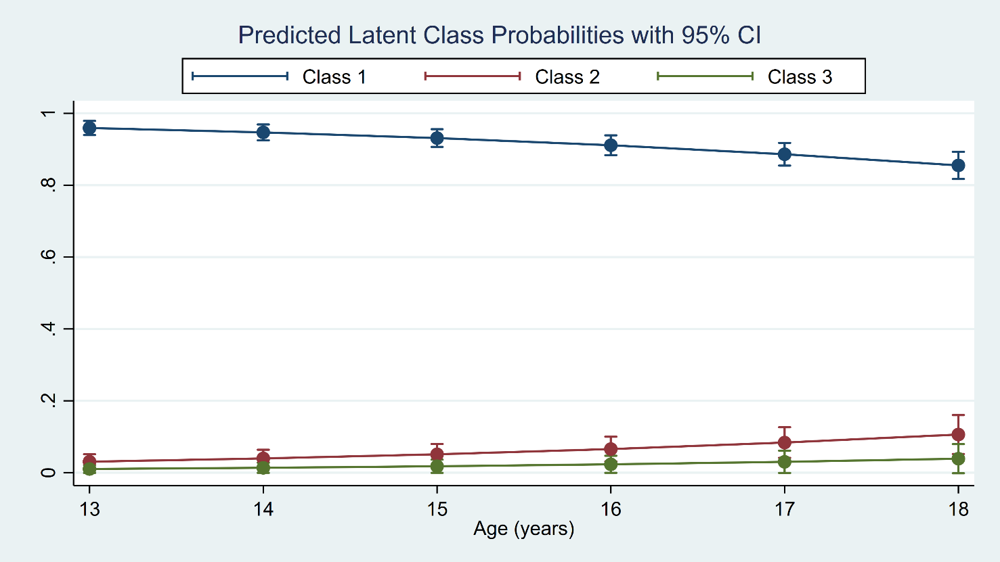 Predicted Latent Class Probabilities with 95% CI
Class 1 Class 2 Class 3
1
.8
.6
.4
.2
0
13 14 15 16 17 18
Age (years)